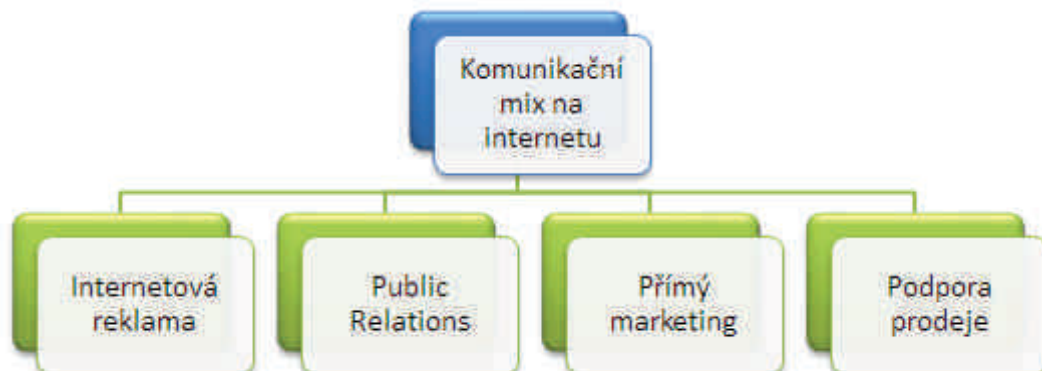 Komunikační
mix na
internetu
Internetová
reklama
Public
Relations
Přímý
marketing
Podpora
prodeje